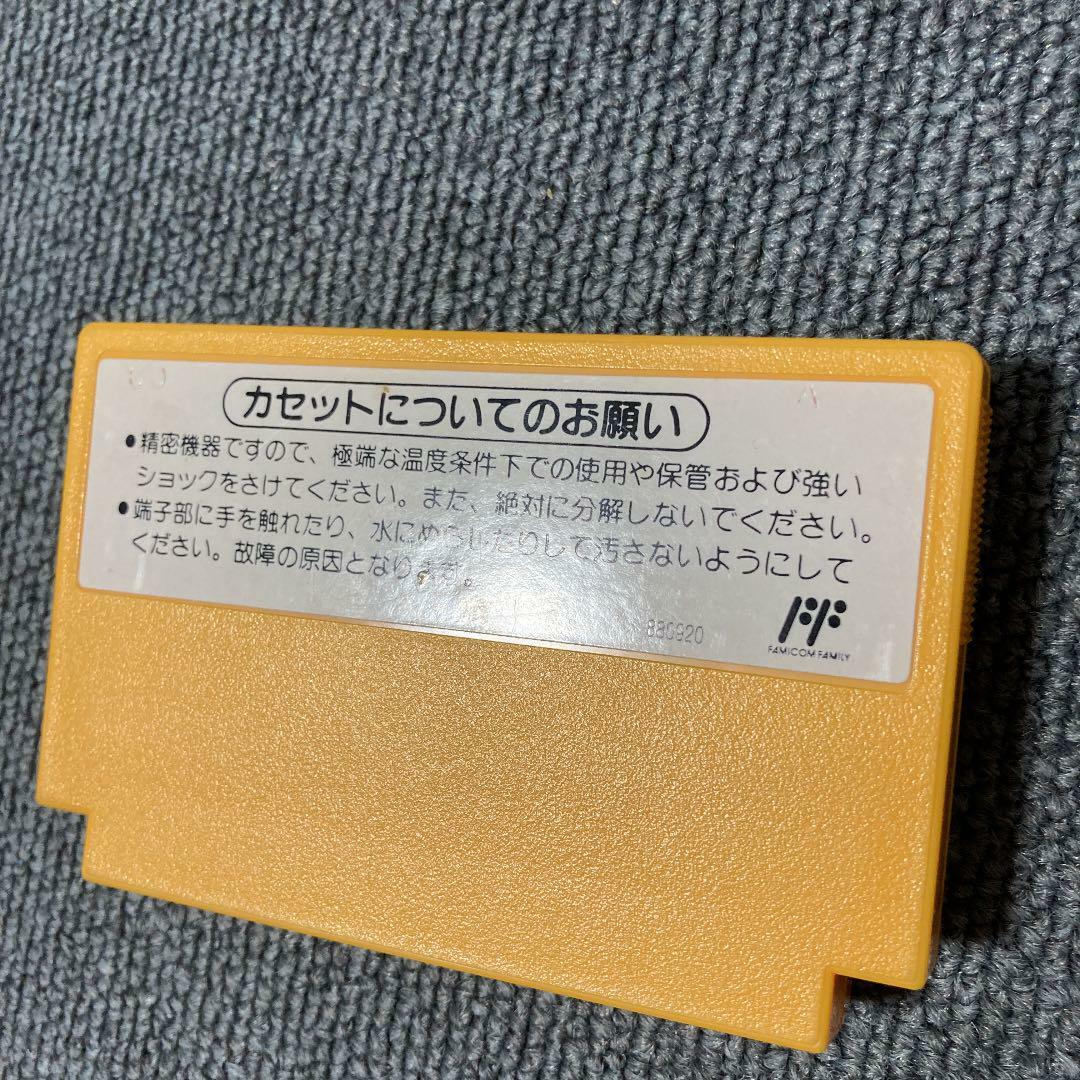 カセットについてのお願い
●精密機器ですので、極端な温度条件下での使用や保管および強い
ショックをさけてください。また、絶対に分解しないでください。
●端子部に手を触れたり、水にぬらしたりして汚さないようにして
ください。故障の原因となります。
880920
FAMICOM FAMILY